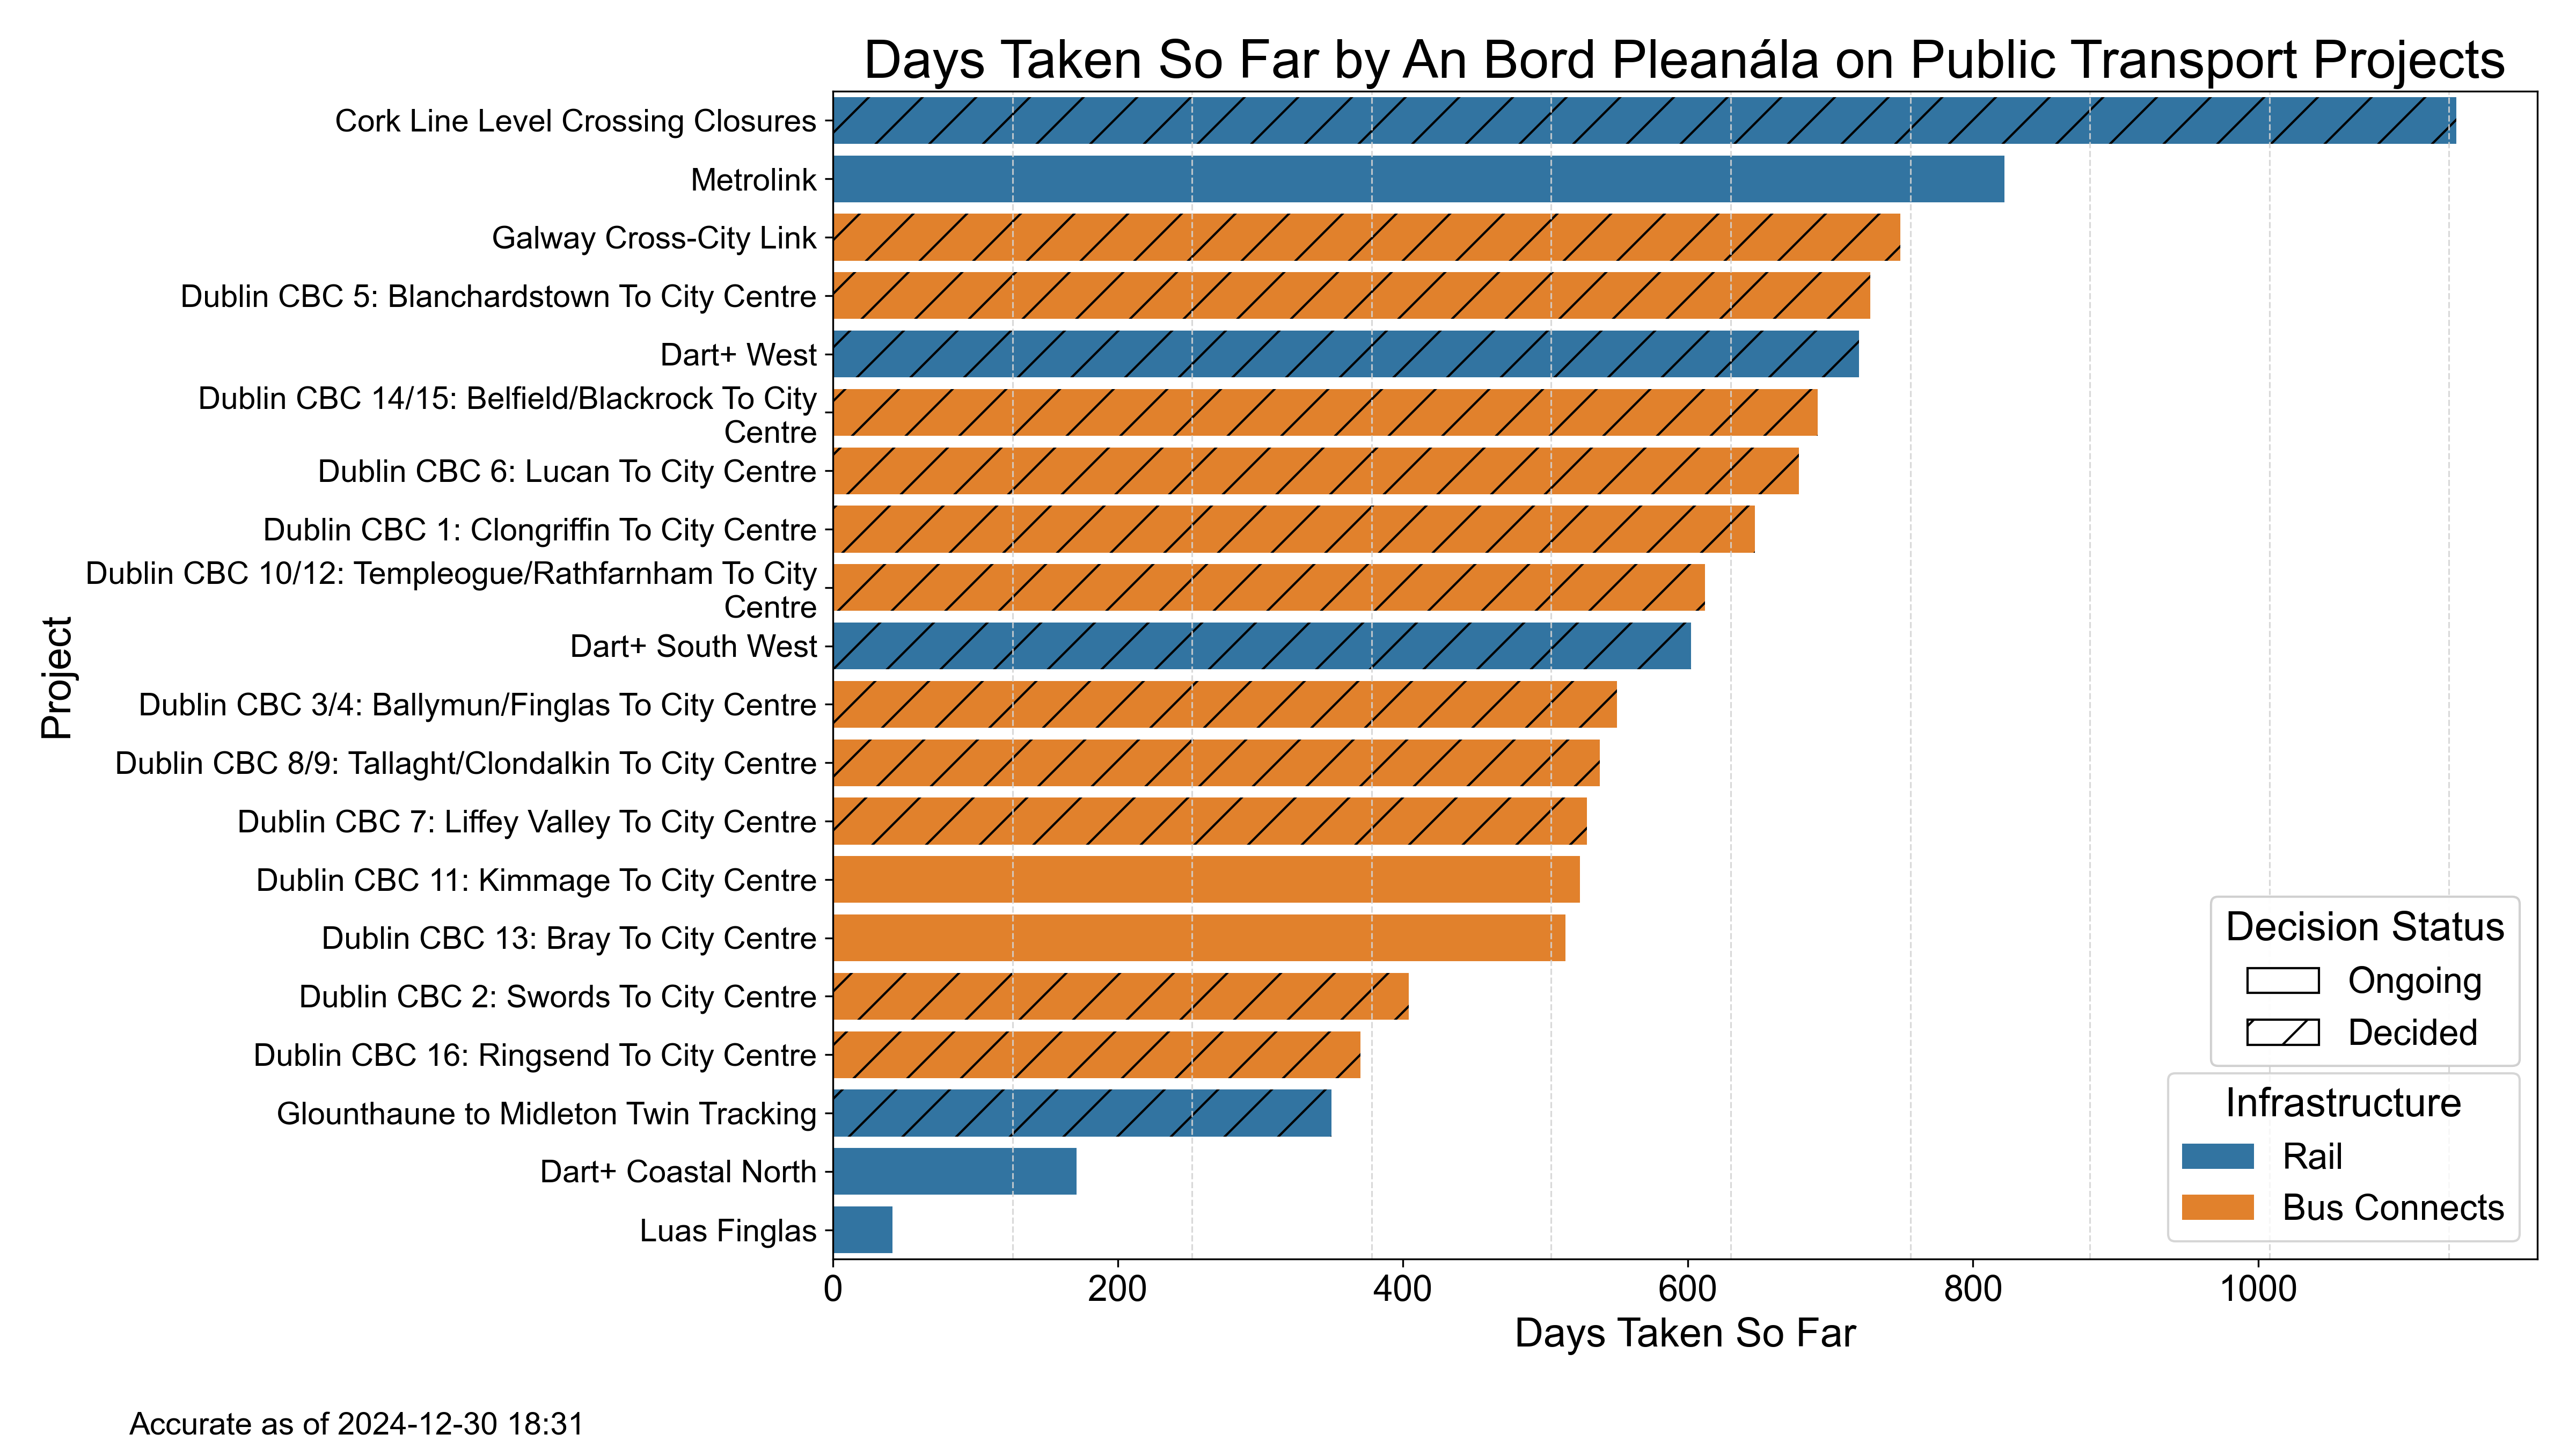 Days Taken So Far by An Bord Pleanála on Public Transport Projects
Project
Cork Line Level Crossing Closures
Metrolink
Galway Cross-City Link
Dublin CBC 5: Blanchardstown To City Centre
Dart+ West
Dublin CBC 14/15: Belfield/Blackrock To City
Centre
Dublin CBC 6: Lucan To City Centre
Dublin CBC 1: Clongriffin To City Centre
Dublin CBC 10/12: Templeogue/Rathfarnham To City
Centre
Dart+ South West
Dublin CBC 3/4: Ballymun/Finglas To City Centre
Dublin CBC 8/9: Tallaght/Clondalkin To City Centre
Dublin CBC 7: Liffey Valley To City Centre
Dublin CBC 11: Kimmage To City Centre
Dublin CBC 13: Bray To City Centre
Dublin CBC 2: Swords To City Centre
Dublin CBC 16: Ringsend To City Centre
Glounthaune to Midleton Twin Tracking
Dart+ Coastal North
Luas Finglas
Decision Status
Ongoing
Decided
Infrastructure
Rail
Bus Connects
0 200 400 600 800 1000
Days Taken So Far
Accurate as of 2024-12-30 18:31